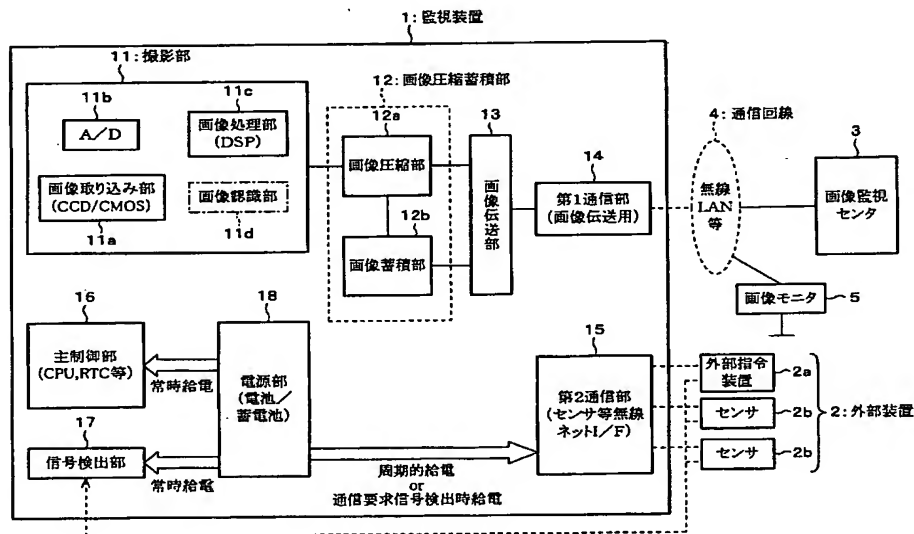 1:監視装置
11:撮影部
11b
A/D
11c
画像処理部
(DSP)
画像取り込み部
(CCD/CMOS)
11a
画像認識部
11d
12:画像圧縮蓄積部
12a
画像圧縮部
12b
画像蓄積部
13
画像伝送部
14
第1通信部
(画像伝送用)
4:通信回線
無線
LAN
等
3
画像監視
センタ
画像モニタ
5
16
主制御部
(CPU,RTC等)
常時給電
18
電源部
(電池/
蓄電池)
17
信号検出部
常時給電
周期的給電
or
通信要求信号検出時給電
15
第2通信部
(センサ等無線
ネットI/F)
外部指令
装置
2a
センサ
2b
センサ
2b
2:外部装置